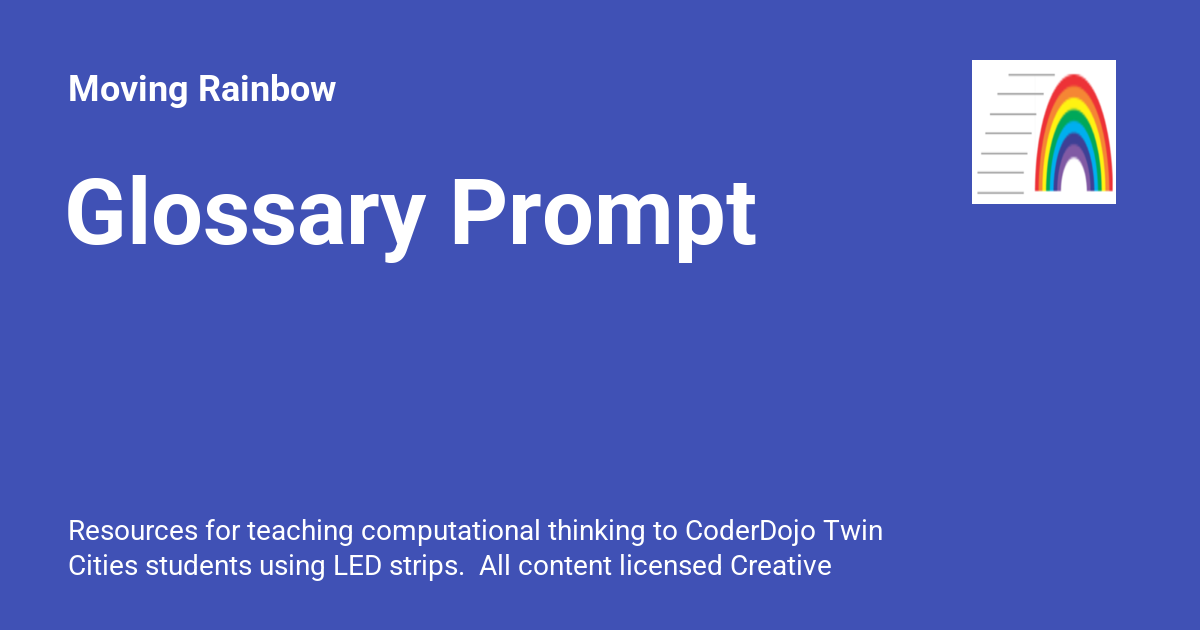 Moving Rainbow
Glossary Prompt
Resources for teaching computational thinking to CoderDojo Twin
Cities students using LED strips.  All content licensed Creative